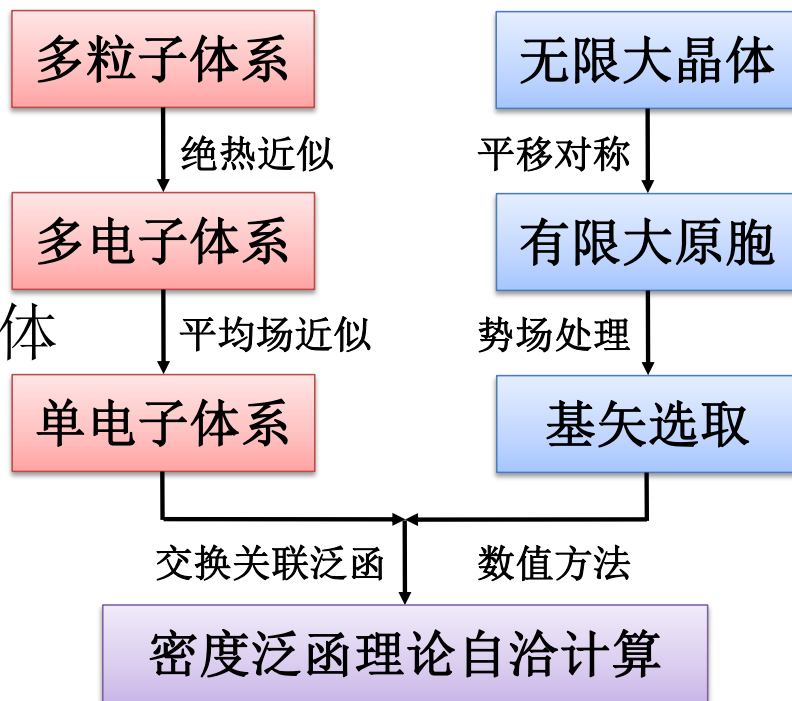 多粒子体系
无限大晶体
绝热近似
平移对称
多电子体系
有限大原胞
体
平均场近似
势场处理
单电子体系
基矢选取
交换关联泛函
数值方法
密度泛函理论自洽计算